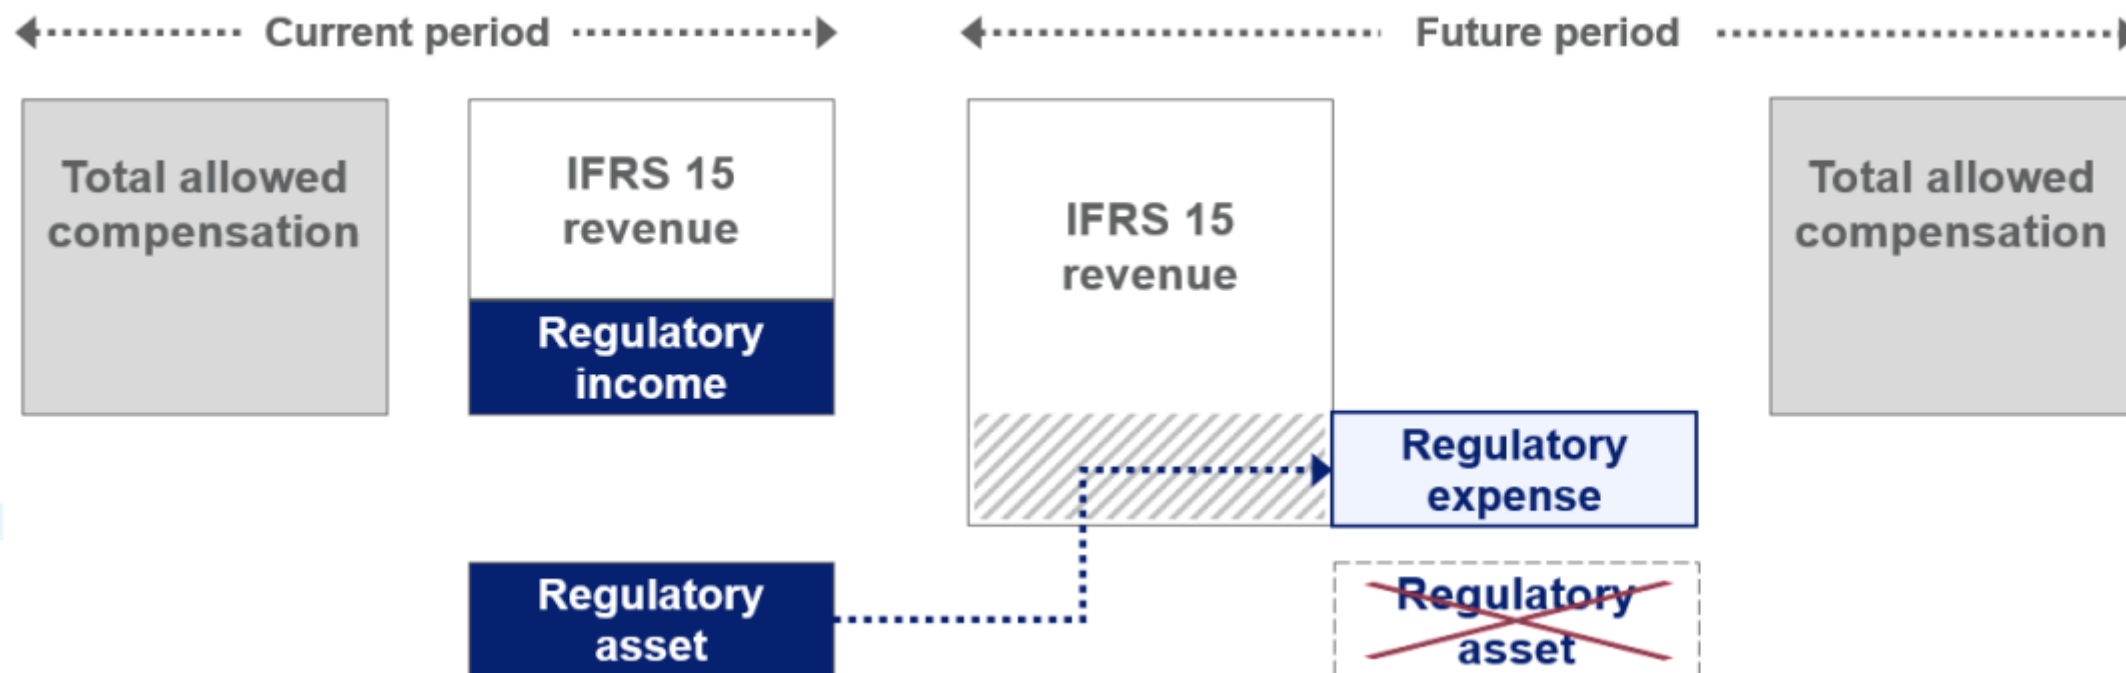 Current period
Future period
Total allowed
compensation
IFRS 15
revenue
Regulatory
income
Regulatory
asset
IFRS 15
revenue
Regulatory
expense
Regulatory
asset
Total allowed
compensation